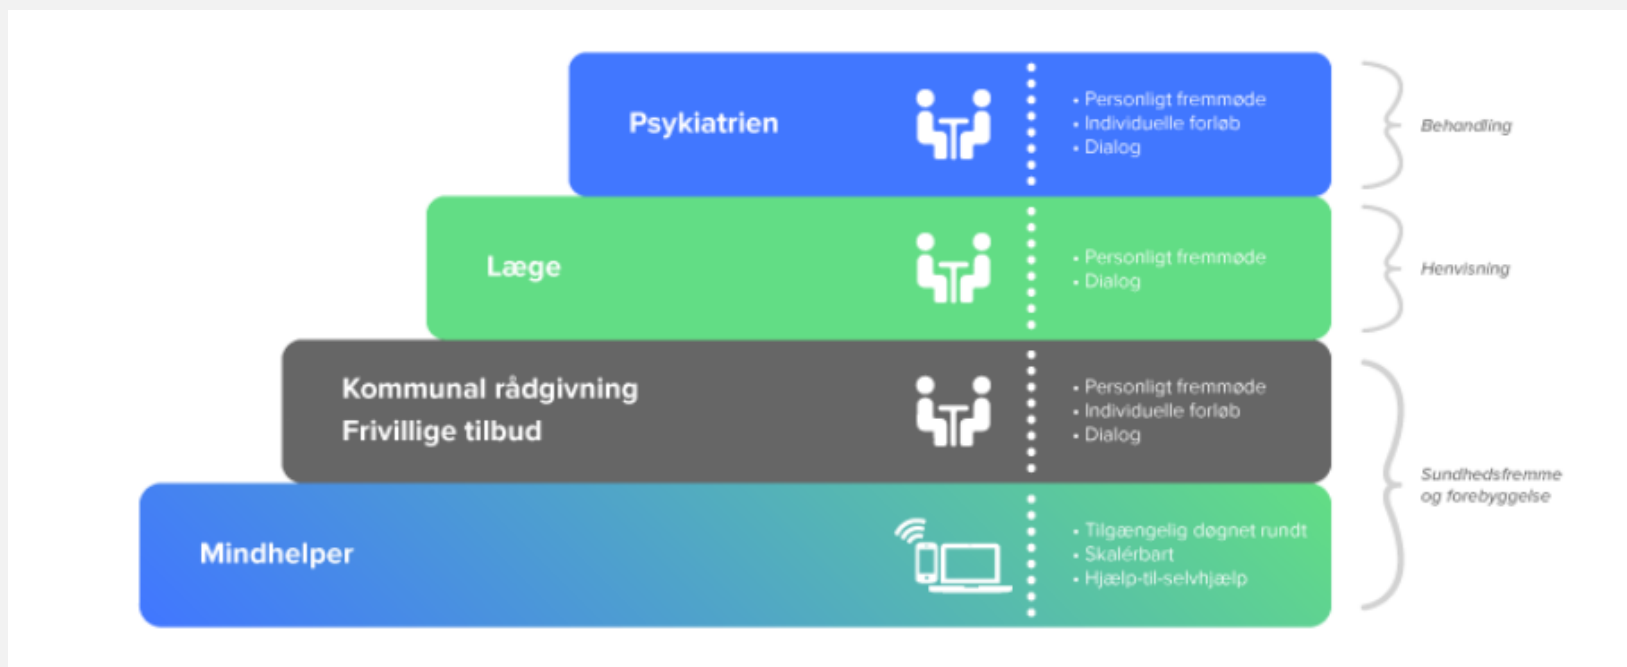 Psykiatrien
• Personligt fremmøde
• Individuelle forløb
• Dialog
Behandling
Læge
• Personligt fremmøde
• Dialog
Henvisning
Kommunal rådgivning
Frivillige tilbud
• Personligt fremmøde
• Individuelle forløb
• Dialog
Sundhedsfremme
og forebyggelse
Mindhelper
• Tilgængelig døgnet rundt
• Skalérbart
• Hjælp-til-selvhjælp